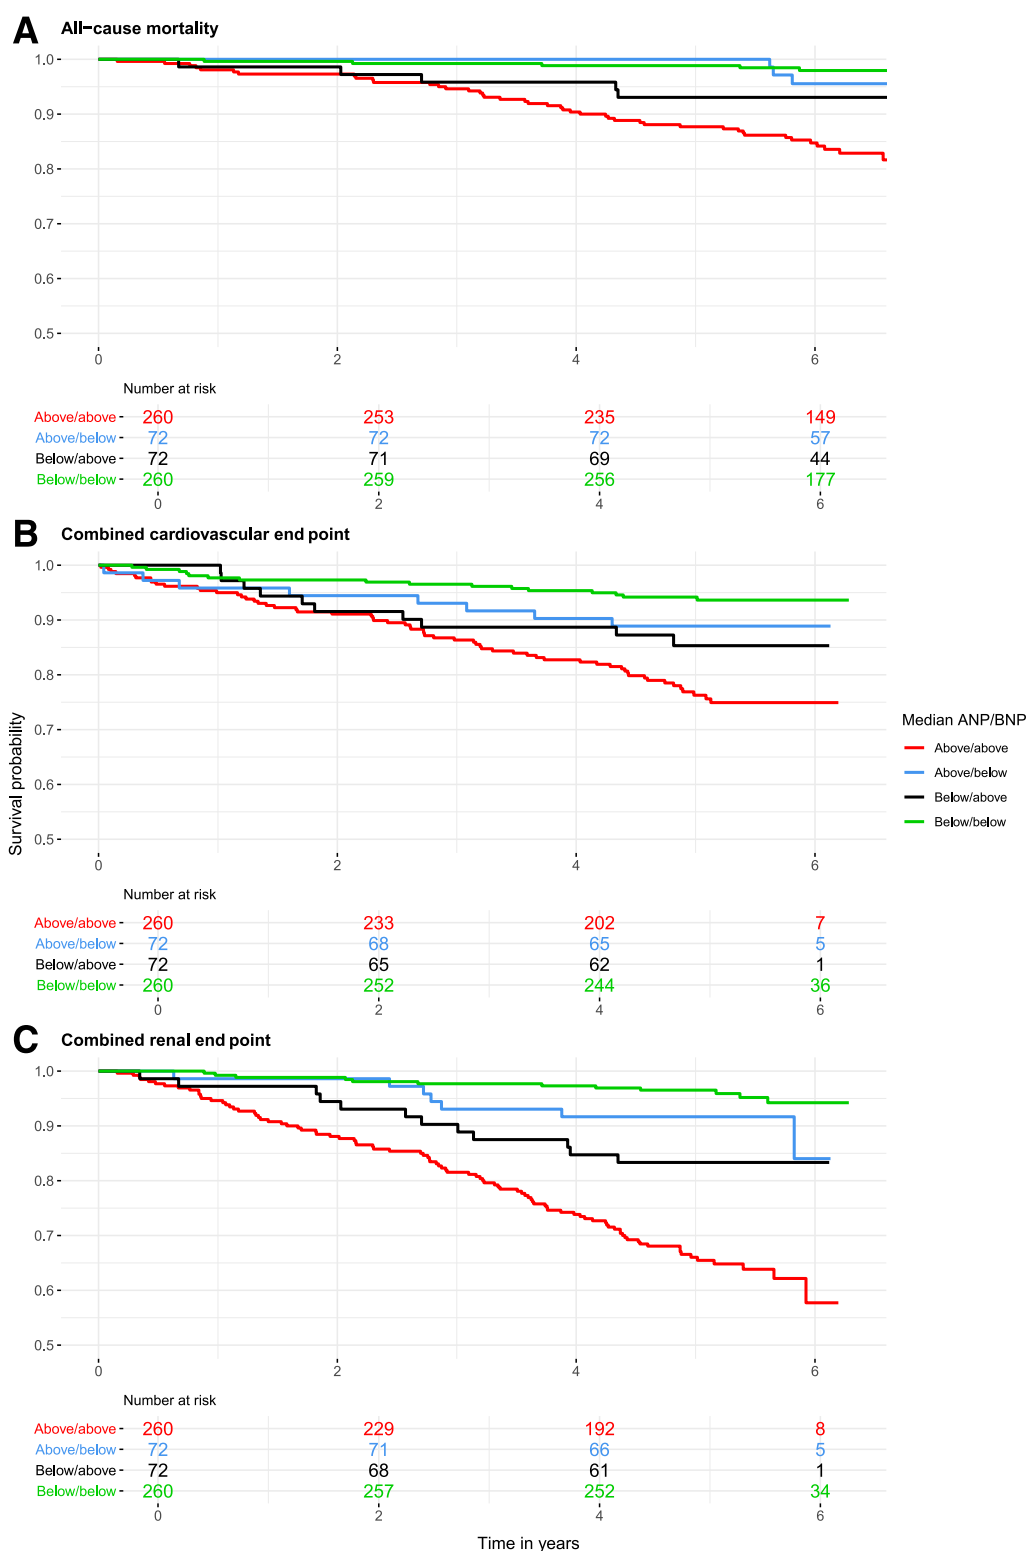 A All-cause mortality
1.0
0.9
0.8
0.7
0.6
0.5
0 2 4 6
Number at risk
Above/above 260 253 235 149
Above/below 72 72 72 57
Below/above 72 71 69 44
Below/below 260 259 256 177
0 2 4 6
B Combined cardiovascular end point
1.0
0.9
0.8
0.7
0.6
0.5
0 2 4 6
Survival probability
Median ANP/BNP
Above/above
Above/below
Below/above
Below/below
Number at risk
Above/above 260 233 202 7
Above/below 72 68 65 5
Below/above 72 65 62 1
Below/below 260 252 244 36
0 2 4 6
C Combined renal end point
1.0
0.9
0.8
0.7
0.6
0.5
0 2 4 6
Number at risk
Above/above 260 229 192 8
Above/below 72 71 66 5
Below/above 72 68 61 1
Below/below 260 257 252 34
0 2 4 6
Time in years